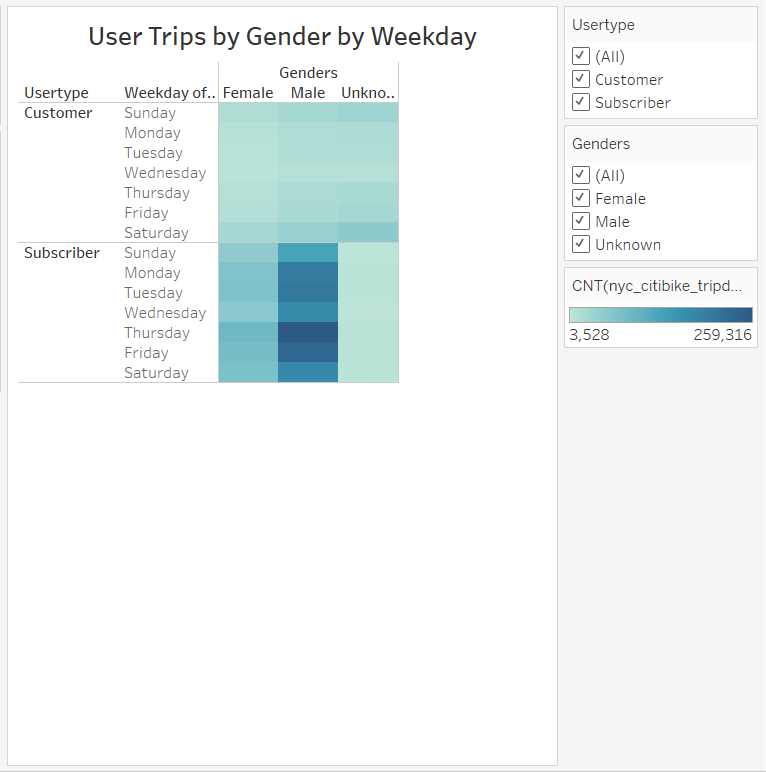 User Trips by Gender by Weekday
Genders
Usertype Weekday of.. Female Male Unkno..
Customer Sunday
Monday
Tuesday
Wednesday
Thursday
Friday
Saturday
Subscriber Sunday
Monday
Tuesday
Wednesday
Thursday
Friday
Saturday
Usertype
(All)
Customer
Subscriber
Genders
(All)
Female
Male
Unknown
CNT(nyc_citibike_tripd...
3,528 259,316